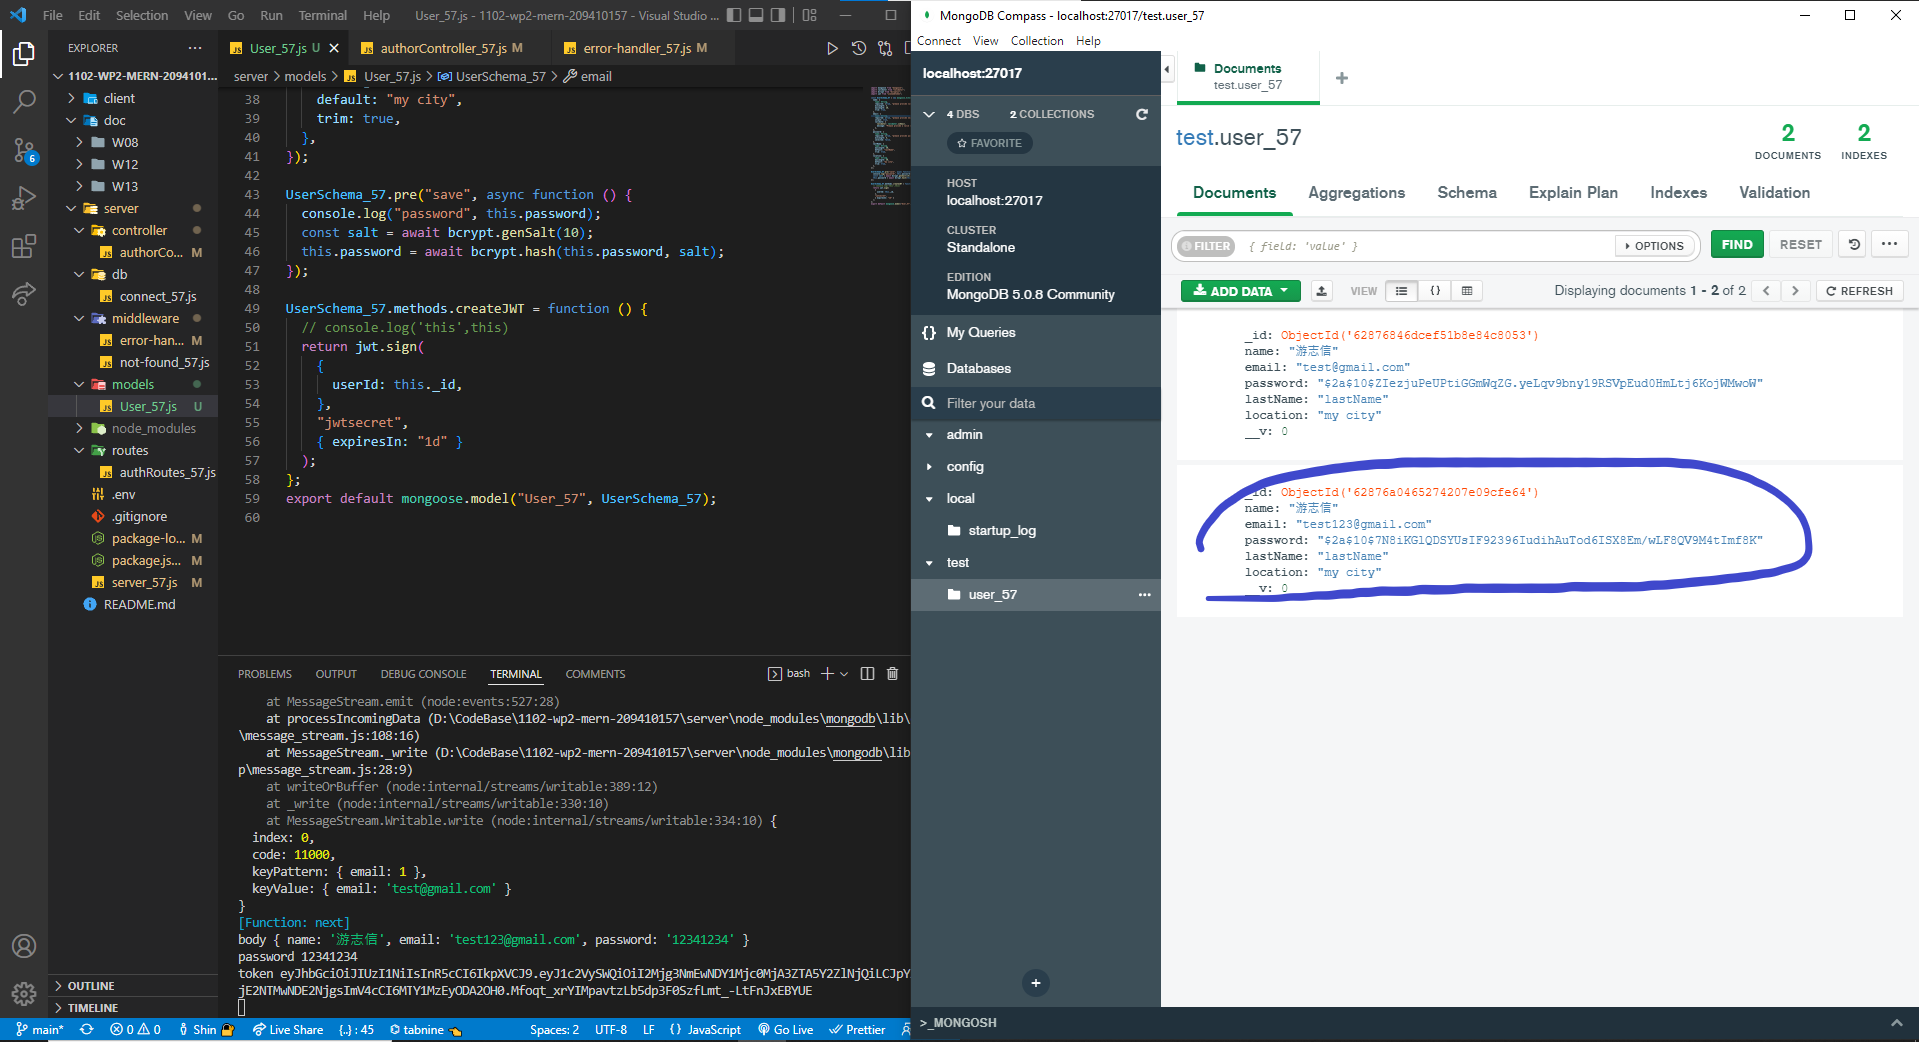 File Edit Selection View Go Run Terminal Help User_57.js - 1102-wp2-mern-209410157 - Visual Studio ...
EXPLORER ...
1102-WP2-MERN-2094101...
client
doc
W08
W12
W13
server
controller
authorCo... M
db
connect_57.js
middleware
error-han... M
not-found_57.js
models
User_57.js U
node_modules
routes
authRoutes_57.js
.env
.gitignore
package-lo... M
package.js... M
server_57.js M
README.md
OUTLINE
TIMELINE
User_57.js U
authorController_57.js M
error-handler_57.js M
server > models > User_57.js > UserSchema_57 > email
38 default: "my city",
39 trim: true,
40 },
41 });
42
43 UserSchema_57.pre("save", async function () {
44 console.log("password", this.password);
45 const salt = await bcrypt.genSalt(10);
46 this.password = await bcrypt.hash(this.password, salt);
47 });
48
49 UserSchema_57.methods.createJWT = function () {
50 // console.log('this',this)
51 return jwt.sign(
52 {
53 userId: this._id,
54 },
55 "jwtsecret",
56 { expiresIn: "1d" }
57 );
58 };
59 export default mongoose.model("User_57", UserSchema_57);
60
PROBLEMS OUTPUT DEBUG CONSOLE TERMINAL COMMENTS bash
at MessageStream.emit (node:events:527:28)
at processIncomingData (D:\CodeBase\1102-wp2-mern-209410157\server\node_modules\mongodb\lib\
\message_stream.js:108:16)
at MessageStream._write (D:\CodeBase\1102-wp2-mern-209410157\server\node_modules\mongodb\lib
p\message_stream.js:28:9)
at writeOrBuffer (node:internal/streams/writable:389:12)
at _write (node:internal/streams/writable:330:10)
at MessageStream.Writable.write (node:internal/streams/writable:334:10) {
index: 0,
code: 11000,
keyPattern: { email: 1 },
keyValue: { email: 'test@gmail.com' }
}
[Function: next]
body { name: '游志信', email: 'test123@gmail.com', password: '12341234' }
password 12341234
token eyJhbGciOiJIUzI1NiIsInR5cCI6IkpXVCJ9.eyJ1c2VySWQiOiI2Mjg3NmEwNDY1Mjc0MjA3ZTA5Y2ZlNjQiLCJpY
jE2NTMwNDE2NjgsImV4cCI6MTY1MzEyODA2OH0.Mfoqt_xrYIMpavtzLb5dp3F0SzfLmt_-LtFnJxEBYUE
main* 0 0 Shin Live Share {..} : 45 tabnine Spaces: 2 UTF-8 LF {} JavaScript Go Live Prettier
6
MongoDB Compass - localhost:27017/test.user_57
Connect View Collection Help
localhost:27017
4 DBS 2 COLLECTIONS
FAVORITE
HOST
localhost:27017
CLUSTER
Standalone
EDITION
MongoDB 5.0.8 Community
{} My Queries
Databases
Filter your data
admin
config
local
startup_log
test
user_57 ...
>_MONGOSH
Documents
test.user_57
test.user_57
2 DOCUMENTS
2 INDEXES
Documents Aggregations Schema Explain Plan Indexes Validation
FILTER { field: 'value' } OPTIONS FIND RESET ...
ADD DATA VIEW {} Displaying documents 1 - 2 of 2 < > REFRESH
_id: ObjectId('62876846dcef51b8e84c8053')
name: "游志信"
email: "test@gmail.com"
password: "$2a$10$ZIezjuPeUPtiGGmWqZG.yeLqv9bny19RSVpEud0HmLtj6KojWMwoW"
lastName: "lastName"
location: "my city"
__v: 0
_id: ObjectId('62876a0465274207e09cfe64')
name: "游志信"
email: "test123@gmail.com"
password: "$2a$10$7N8iKGlQDSYUsIF92396IudihAuTod6ISX8Em/wLF8QV9M4tImf8K"
lastName: "lastName"
location: "my city"
__v: 0